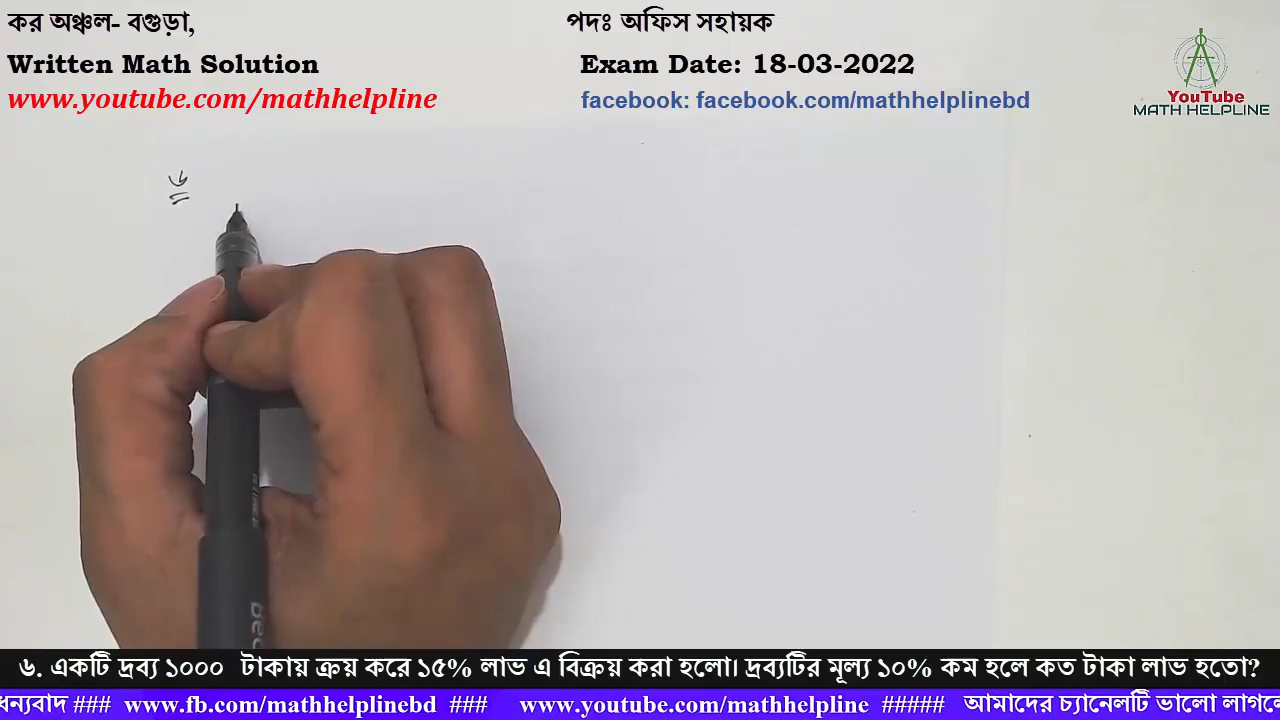 কর অঞ্চল- বগুড়া,
পদঃ অফিস সহায়ক
Written Math Solution
Exam Date: 18-03-2022
www.youtube.com/mathhelpline
facebook: facebook.com/mathhelplinebd
YouTube
MATH HELPLINE
৬
৬. একটি দ্রব্য ১০০০ টাকায় ক্রয় করে ১৫% লাভ এ বিক্রয় করা হলো। দ্রব্যটির মূল্য ১০% কম হলে কত টাকা লাভ হতো?
ধন্যবাদ ### www.fb.com/mathhelplinebd ### www.youtube.com/mathhelpline ##### আমাদের চ্যানেলটি ভালো লাগলে